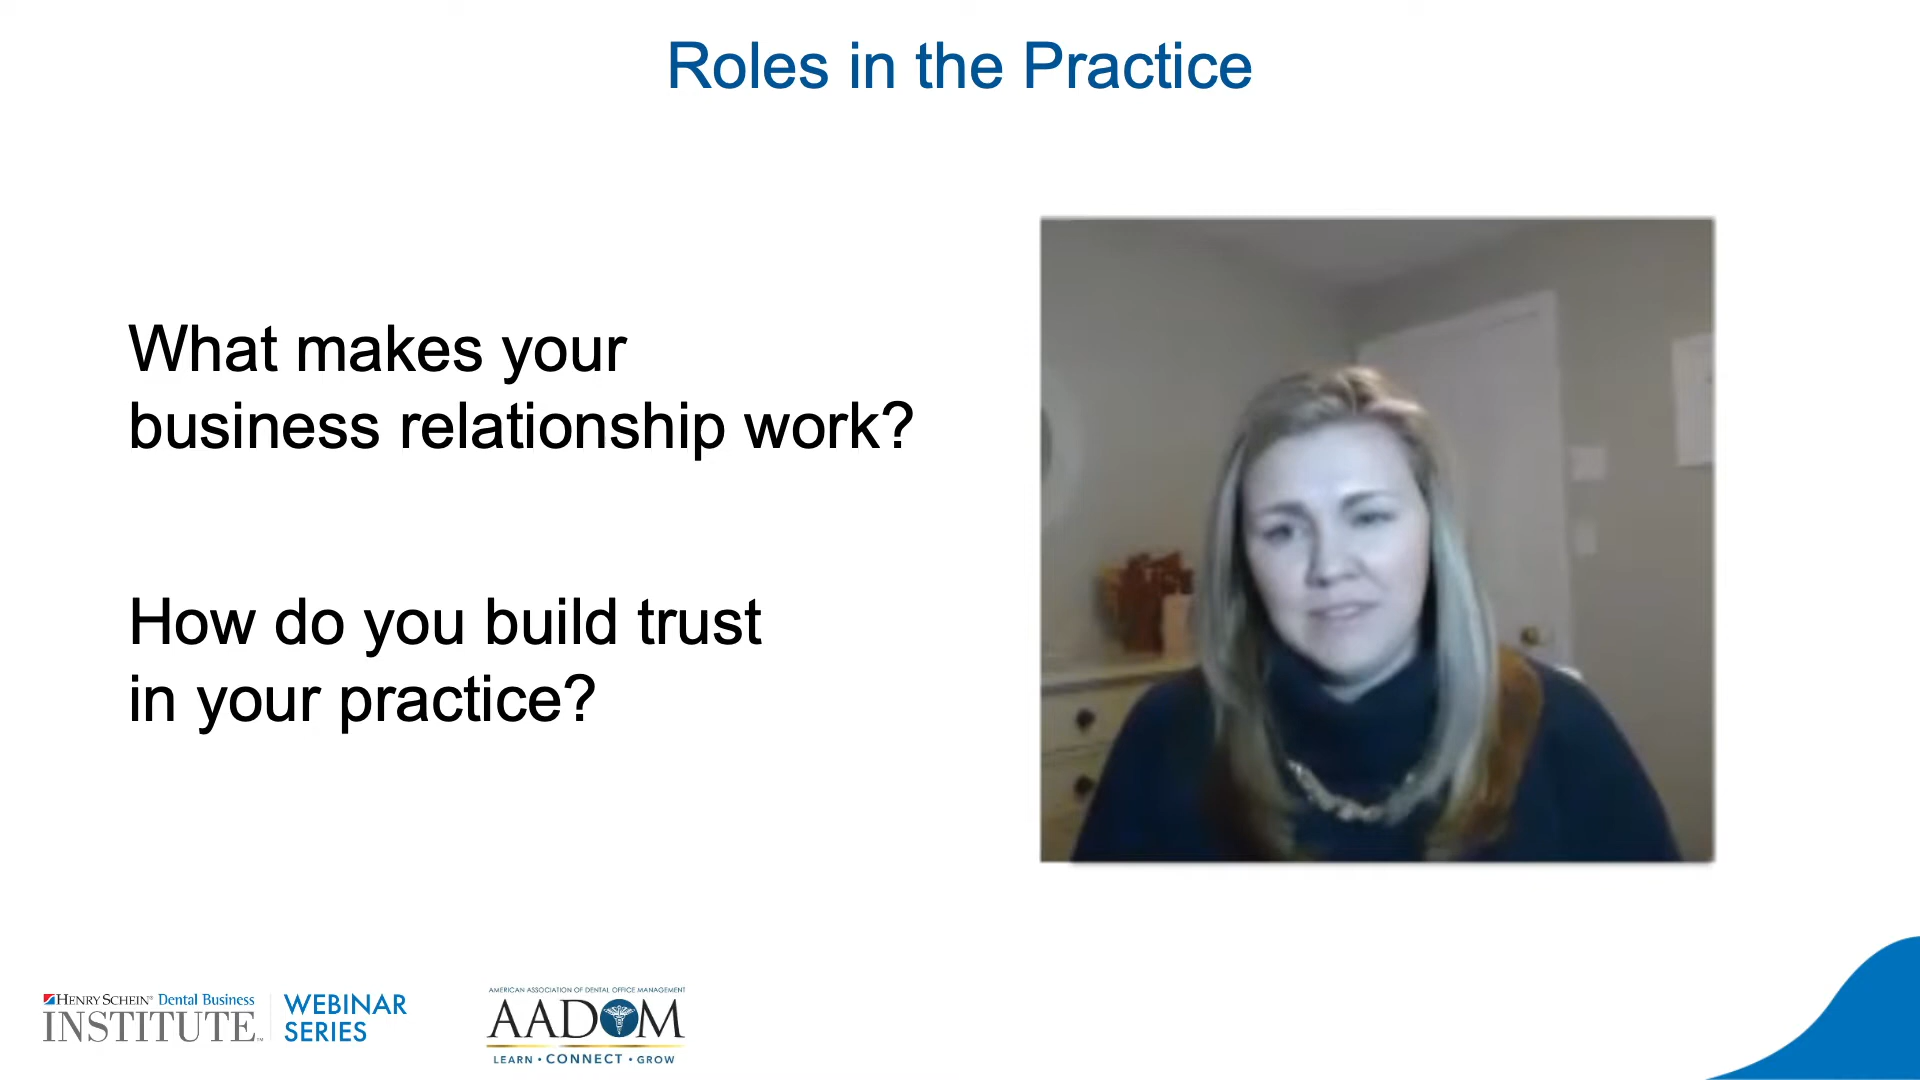 Roles in the Practice
What makes your
business relationship work?
How do you build trust
in your practice?
HENRY SCHEIN® Dental Business
INSTITUTE™
WEBINAR
SERIES
AMERICAN ASSOCIATION OF DENTAL OFFICE MANAGEMENT
AADOM
LEARN • CONNECT • GROW